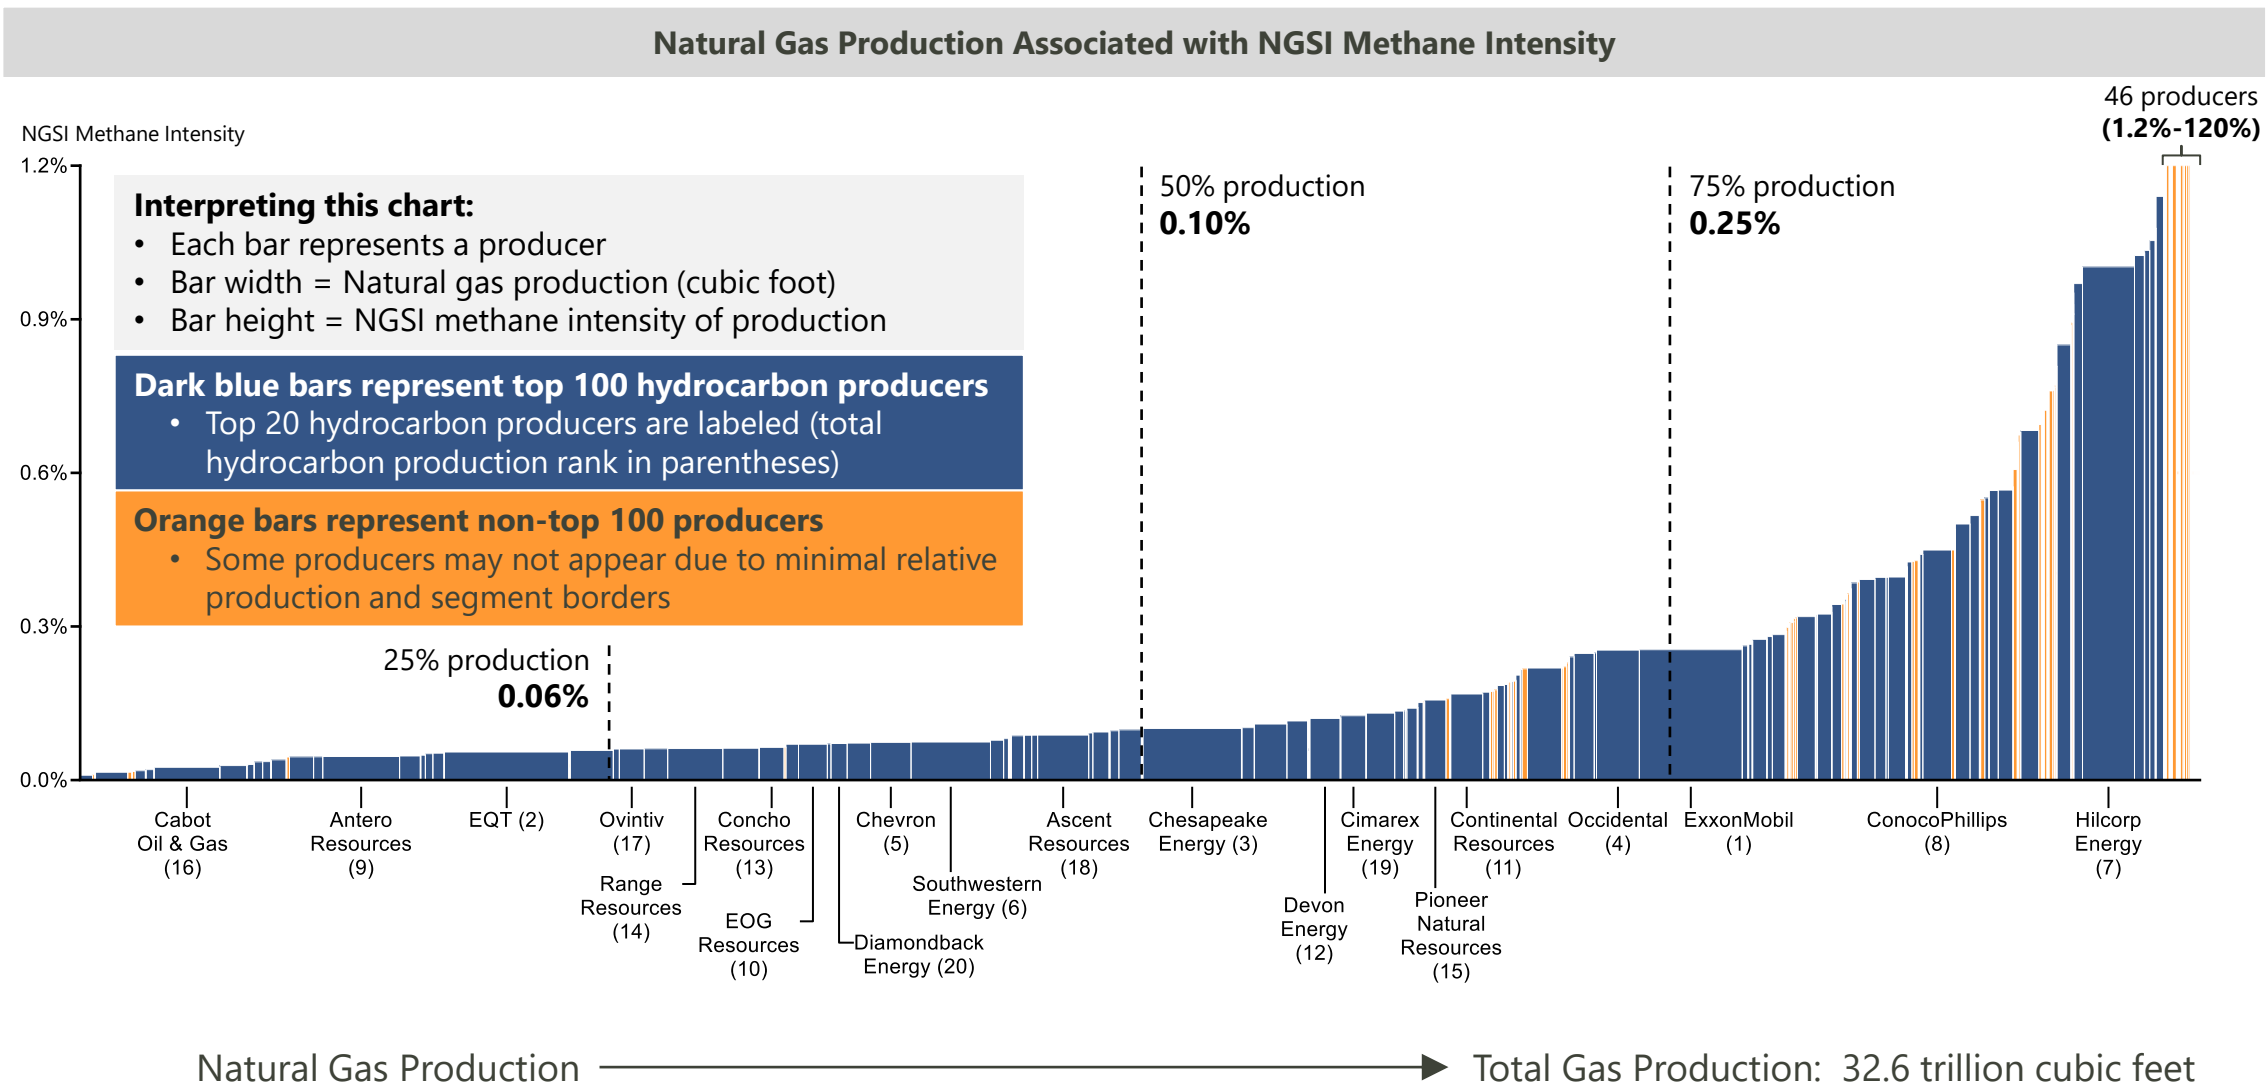 Natural Gas Production Associated with NGSI Methane Intensity
46 producers
(1.2%-120%)
NGSI Methane Intensity
1.2%
0.9%
0.6%
0.3%
0.0%
Interpreting this chart:
• Each bar represents a producer
• Bar width = Natural gas production (cubic foot)
• Bar height = NGSI methane intensity of production
Dark blue bars represent top 100 hydrocarbon producers
• Top 20 hydrocarbon producers are labeled (total
hydrocarbon production rank in parentheses)
Orange bars represent non-top 100 producers
• Some producers may not appear due to minimal relative
production and segment borders
25% production
0.06%
50% production
0.10%
75% production
0.25%
Cabot
Oil & Gas
(16)
Antero
Resources
(9)
EQT (2)
Ovintiv
(17)
Range
Resources
(14)
Concho
Resources
(13)
EOG
Resources
(10)
Diamondback
Energy (20)
Chevron
(5)
Southwestern
Energy (6)
Ascent
Resources
(18)
Chesapeake
Energy (3)
Devon
Energy
(12)
Cimarex
Energy
(19)
Pioneer
Natural
Resources
(15)
Continental
Resources
(11)
Occidental
(4)
ExxonMobil
(1)
ConocoPhillips
(8)
Hilcorp
Energy
(7)
Natural Gas Production
Total Gas Production: 32.6 trillion cubic feet